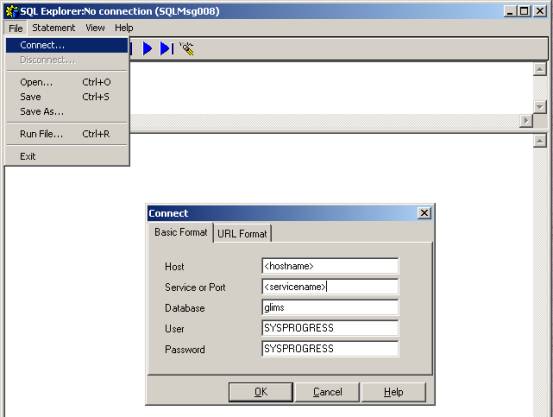 SQL Explorer:No connection (SQLMsg008)
File Statement View Help
Connect...
Disconnect...
Open... Ctrl+O
Save Ctrl+S
Save As...
Run File... Ctrl+R
Exit
Connect
Basic Format URL Format
Host <hostname>
Service or Port <servicename>
Database glims
User SYSPROGRESS
Password SYSPROGRESS
OK Cancel Help